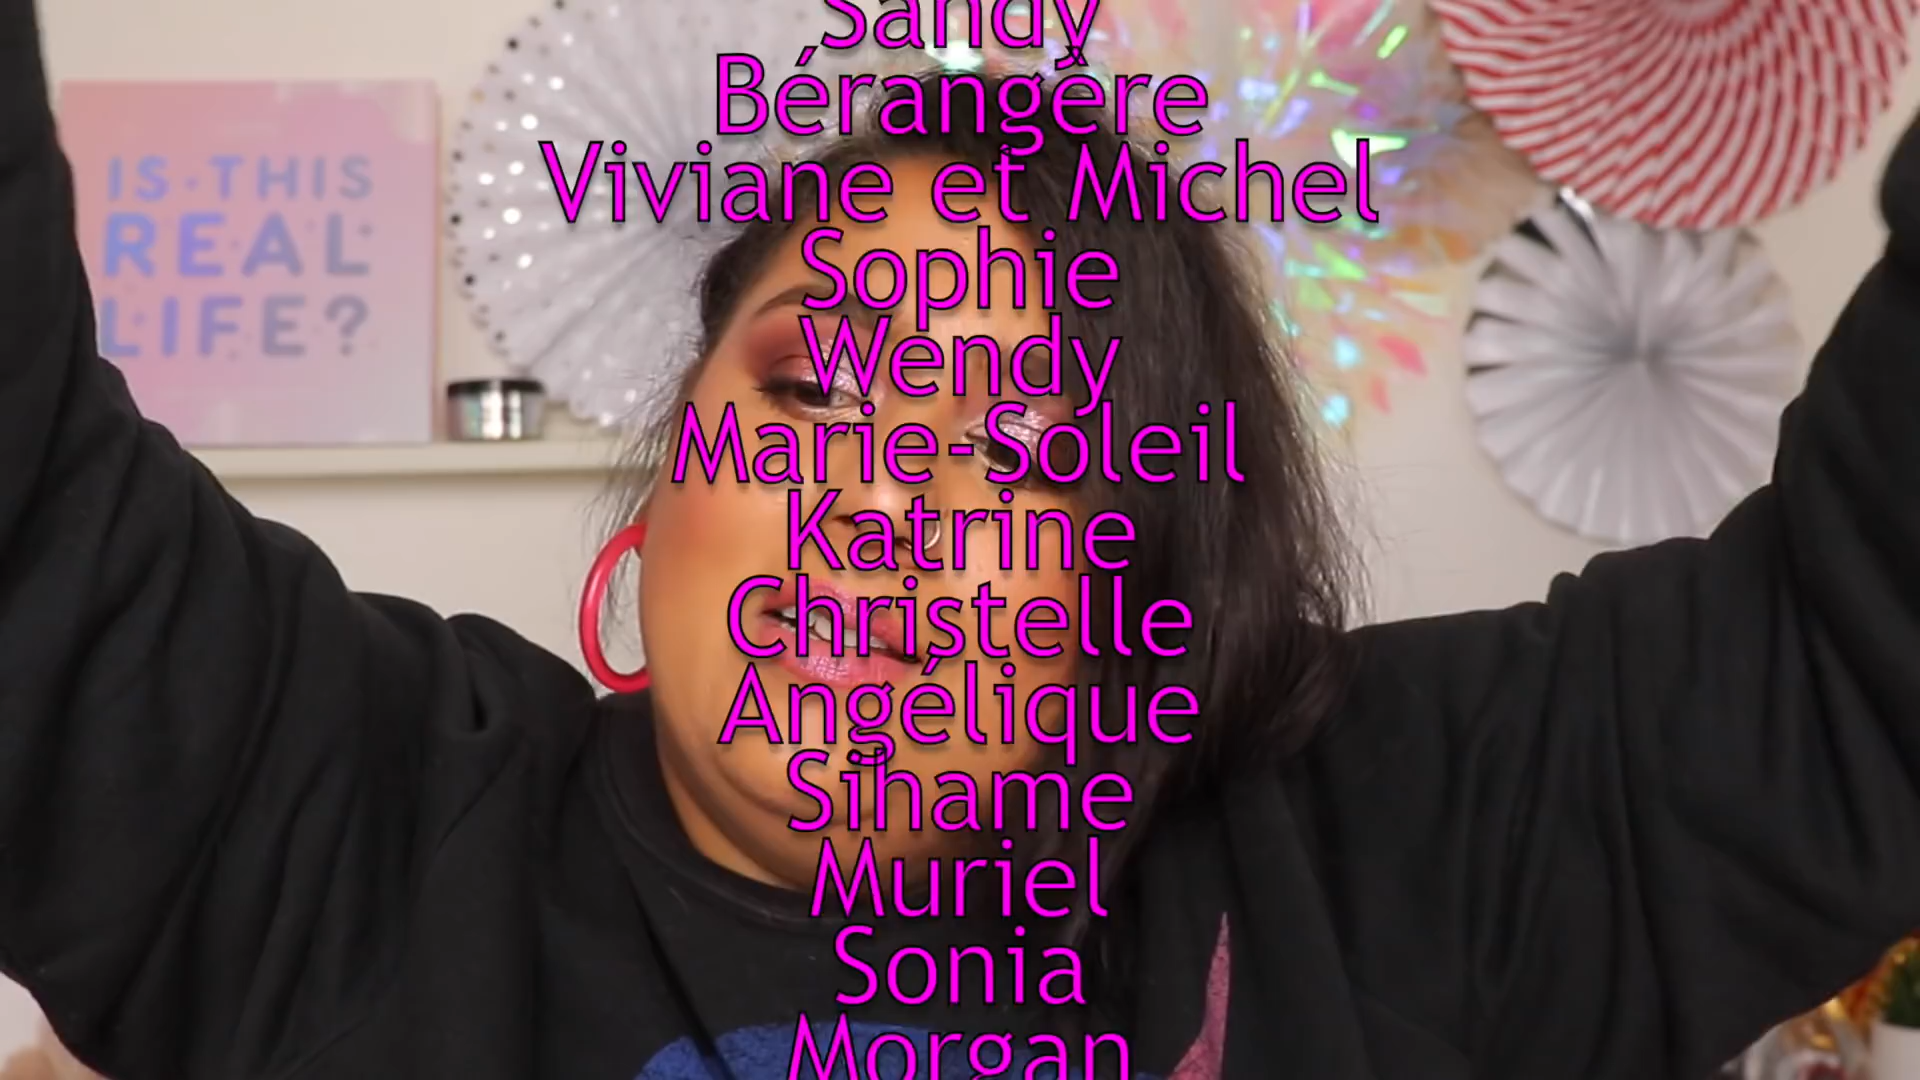 Sandy
Bérangère
Viviane et Michel
Sophie
Wendy
Marie-Soleil
Katrine
Christelle
Angélique
Sihame
Muriel
Sonia
Morgan
IS THIS
REAL
LIFE?